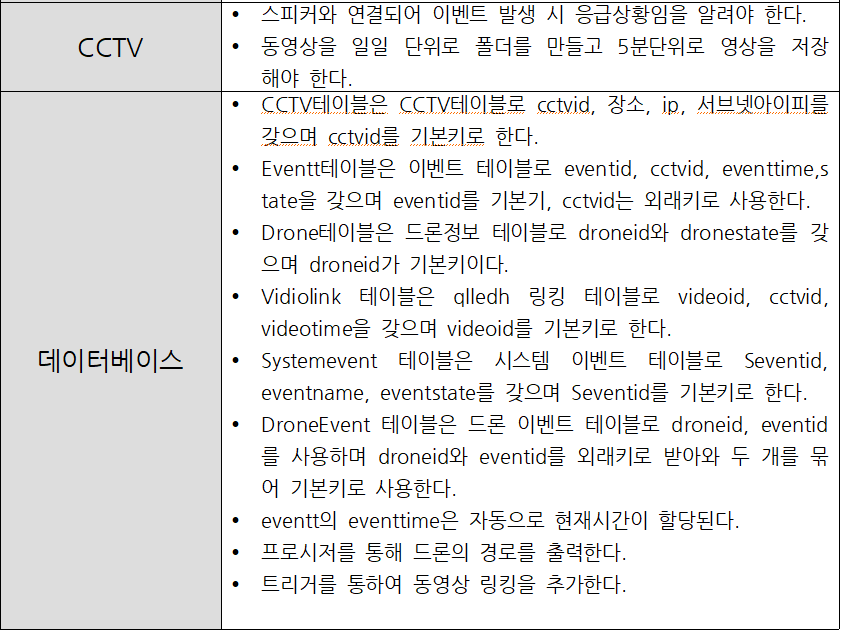 CCTV
• 스피커와 연결되어 이벤트 발생 시 응급상황임을 알려야 한다.
• 동영상을 일일 단위로 폴더를 만들고 5분단위로 영상을 저장
해야 한다.
데이터베이스
• CCTV테이블은 CCTV테이블로 cctvid, 장소, ip, 서브넷아이피를
갖으며 cctvid를 기본키로 한다.
• Eventt테이블은 이벤트 테이블로 eventid, cctvid, eventtime,s
tate을 갖으며 eventid를 기본기, cctvid는 외래키로 사용한다.
• Drone테이블은 드론정보 테이블로 droneid와 dronestate를 갖
으며 droneid가 기본키이다.
• Vidiolink 테이블은 qlledh 링킹 테이블로 videoid, cctvid,
videotime을 갖으며 videoid를 기본키로 한다.
• Systemevent 테이블은 시스템 이벤트 테이블로 Seventid,
eventname, eventstate를 갖으며 Seventid를 기본키로 한다.
• DroneEvent 테이블은 드론 이벤트 테이블로 droneid, eventid
를 사용하며 droneid와 eventid를 외래키로 받아와 두 개를 묶
어 기본키로 사용한다.
• eventt의 eventtime은 자동으로 현재시간이 할당된다.
• 프로시저를 통해 드론의 경로를 출력한다.
• 트리거를 통하여 동영상 링킹을 추가한다.